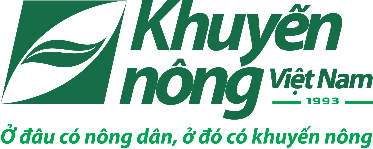 Khuyến
nông Việt Nam
1993
Ở đâu có nông dân, ở đó có khuyến nông